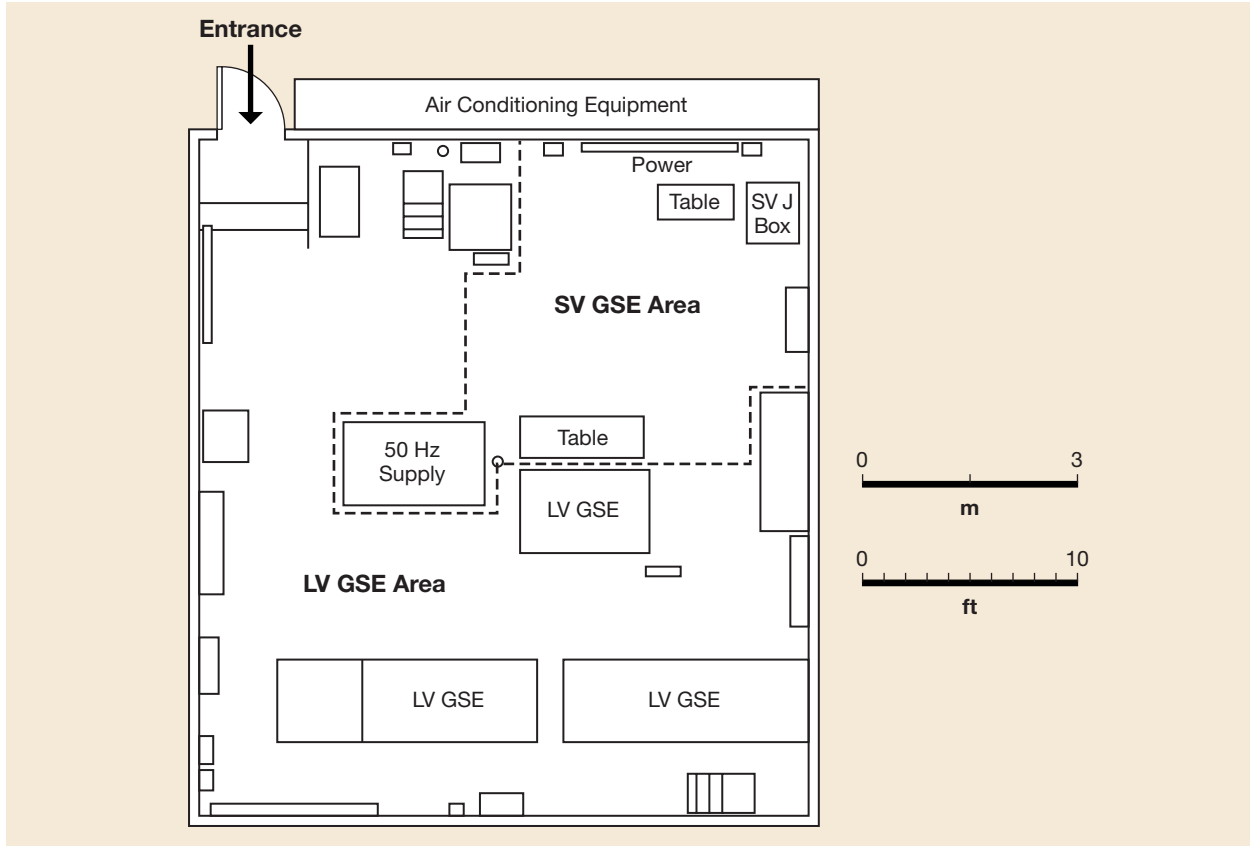 Entrance
Air Conditioning Equipment
Power
Table
SV J
Box
SV GSE Area
50 Hz
Supply
Table
LV GSE
LV GSE Area
LV GSE
LV GSE
0 3
m
0 10
ft